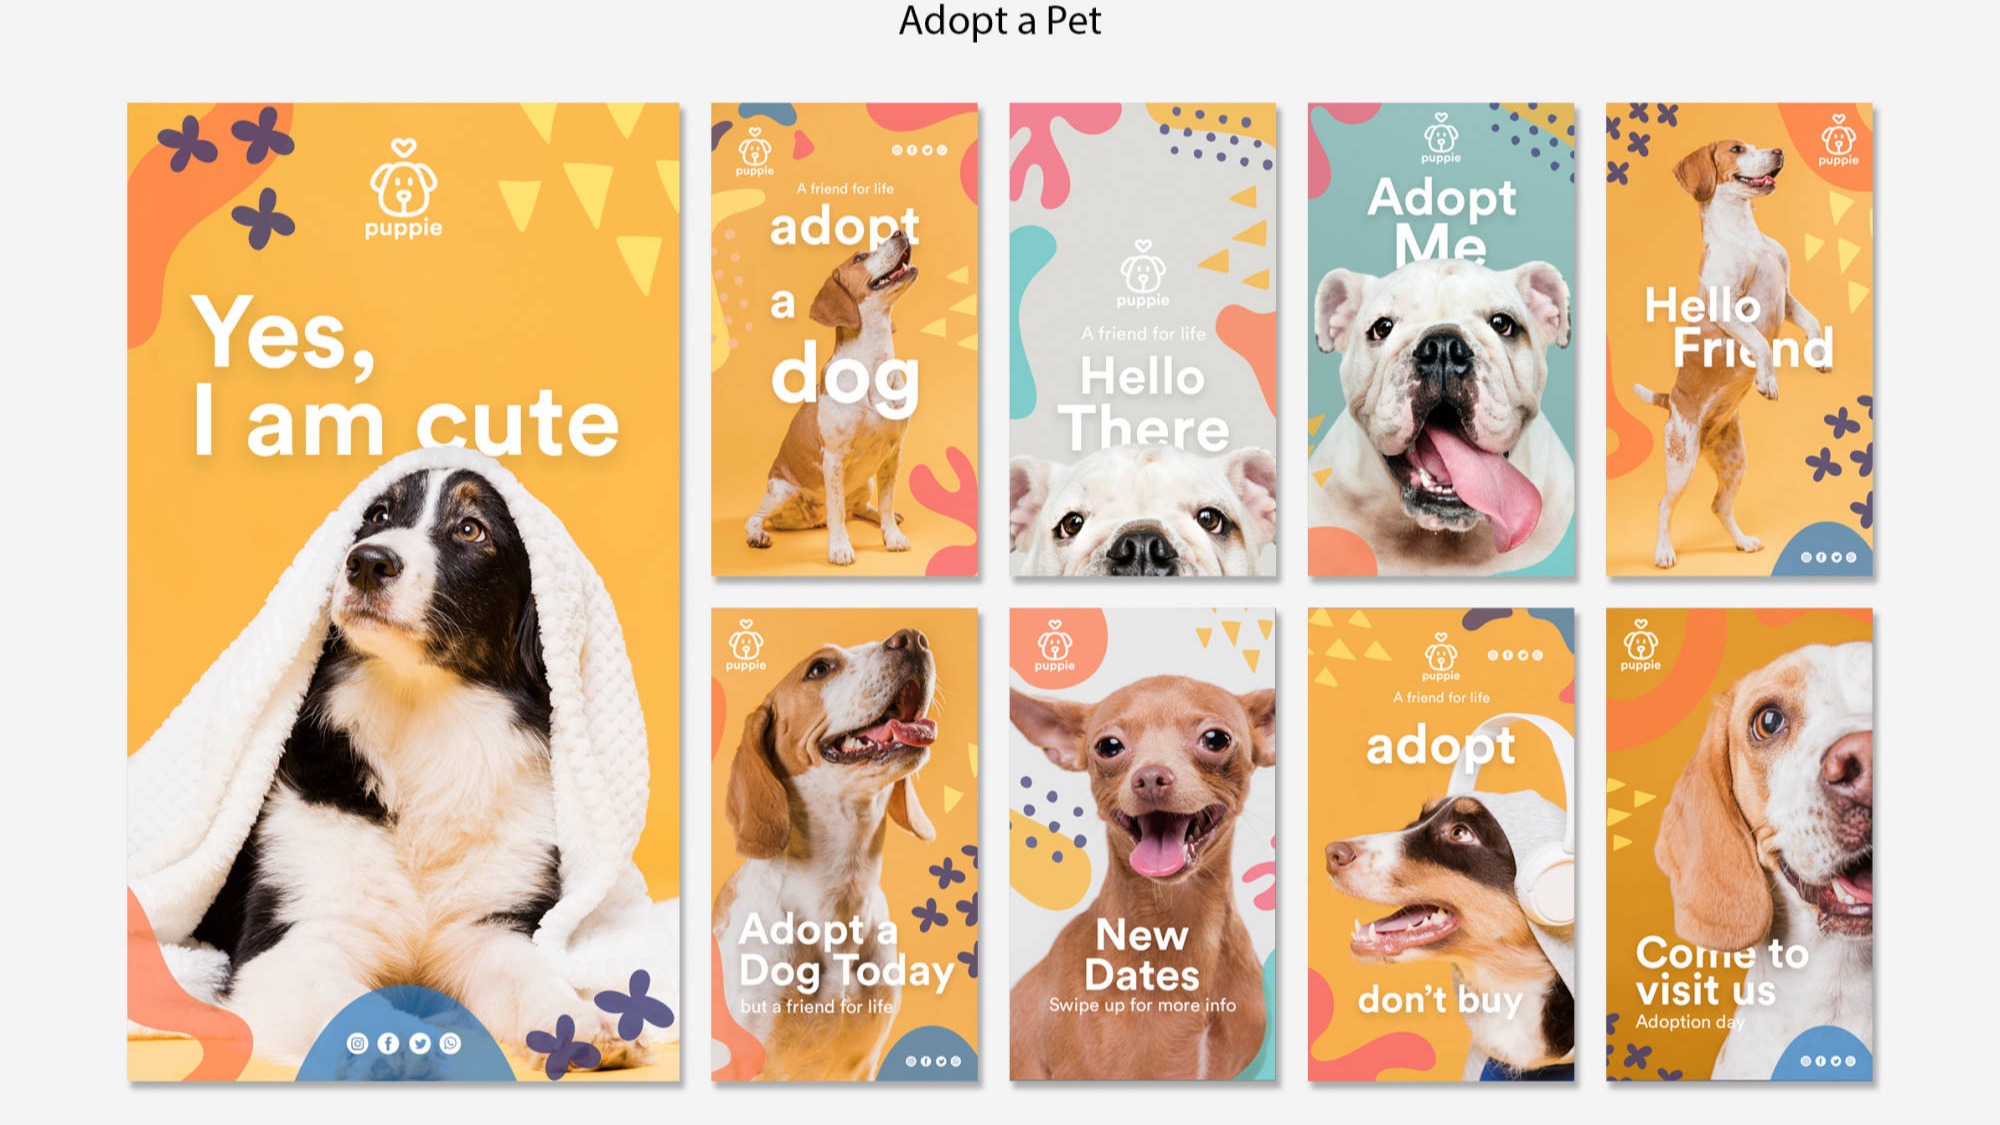 Adopt a Pet
puppie
Yes,
I am cute
puppie
A friend for life
adopt
a
dog
puppie
A friend for life
Hello
There
puppie
Adopt
Me
puppie
Hello
Friend
puppie
Adopt a
Dog Today
but a friend for life
puppie
New
Dates
Swipe up for more info
puppie
A friend for life
adopt
don't buy
puppie
Come to
visit us
Adoption day